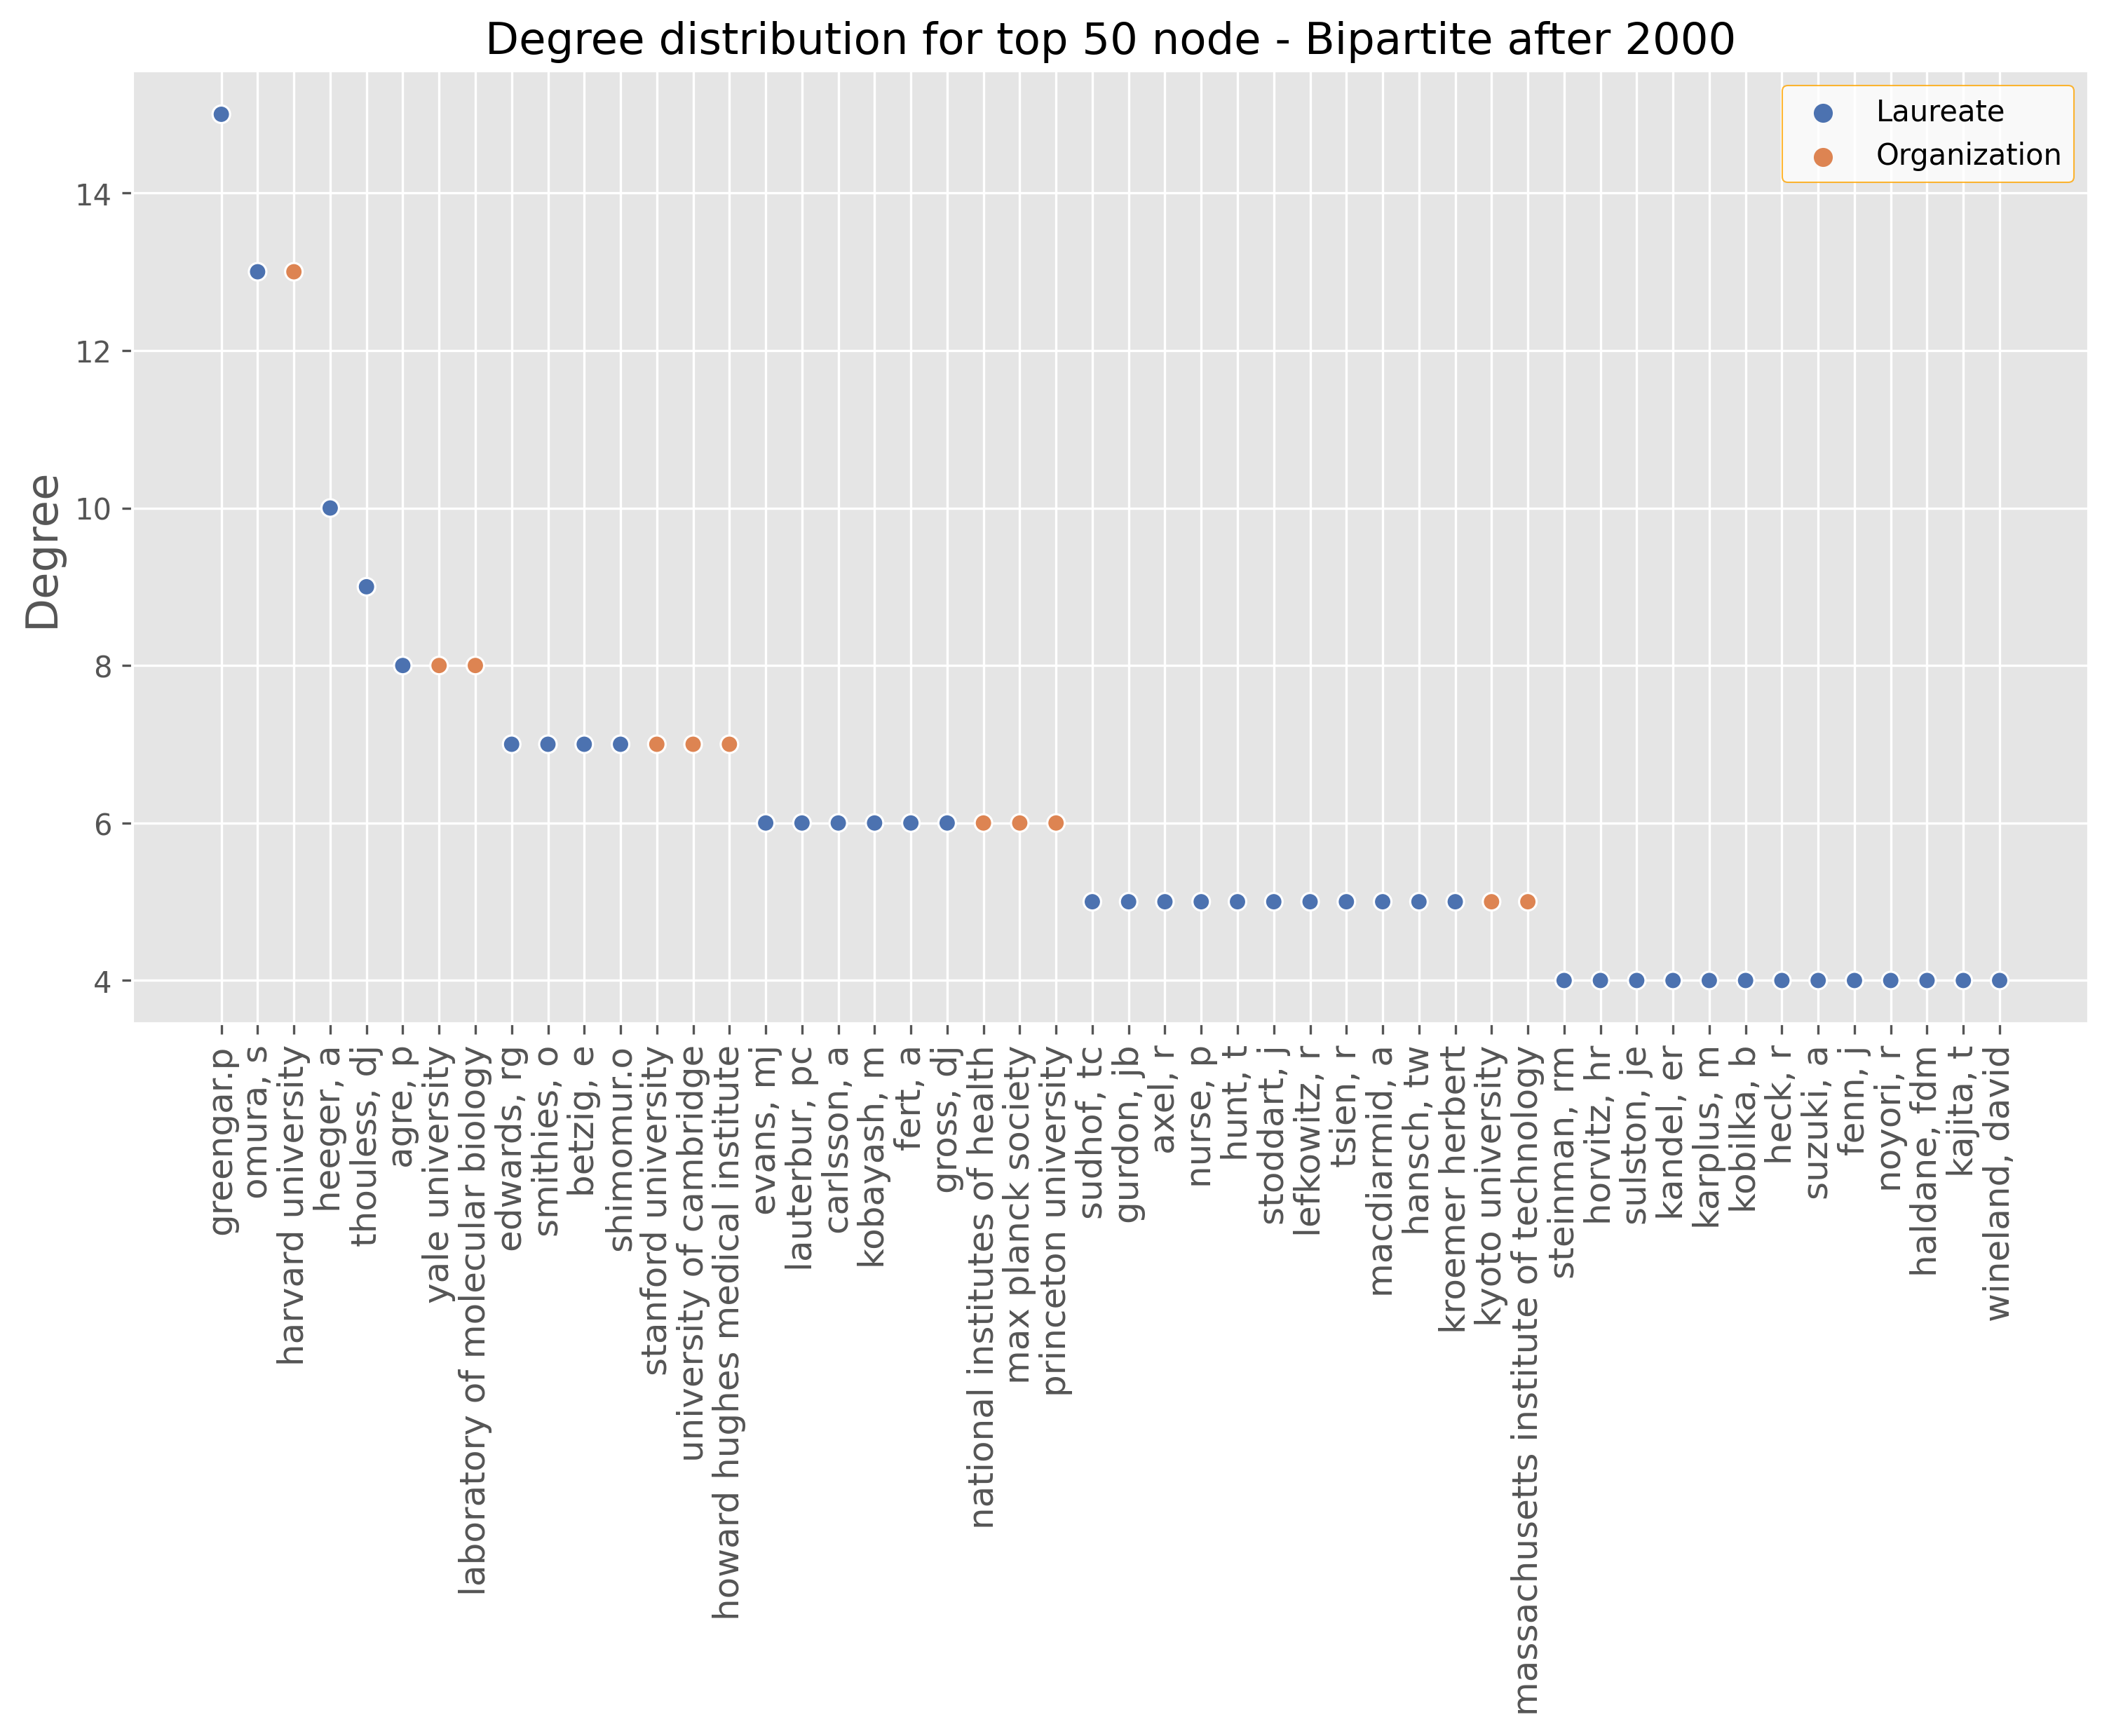 Degree distribution for top 50 node - Bipartite after 2000
Laureate
Organization
Degree
14
12
10
8
6
4
greengar.p
omura, s
harvard university
heeger, a
thouless, dj
agre, p
yale university
laboratory of molecular biology
edwards, rg
smithies, o
betzig, e
shimomur.o
stanford university
university of cambridge
howard hughes medical institute
evans, mj
lauterbur, pc
carlsson, a
kobayash, m
fert, a
gross, dj
national institutes of health
max planck society
princeton university
sudhof, tc
gurdon, jb
axel, r
nurse, p
hunt, t
stoddart, j
lefkowitz, r
tsien, r
macdiarmid, a
hansch, tw
kroemer herbert
kyoto university
massachusetts institute of technology
steinman, rm
horvitz, hr
sulston, je
kandel, er
karplus, m
kobilka, b
heck, r
suzuki, a
fenn, j
noyori, r
haldane, fdm
kajita, t
wineland, david